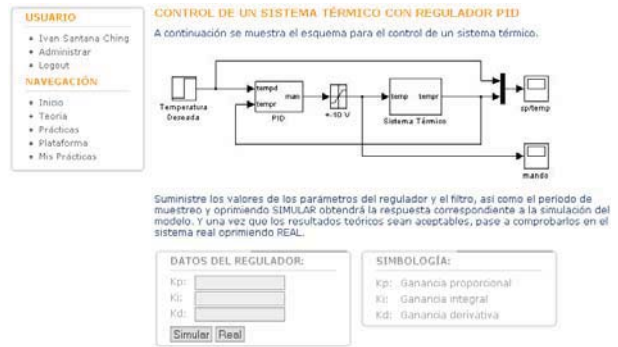 USUARIO
Ivan Santana Ching
Administrar
Logout
NAVEGACIÓN
Inicio
Teoría
Prácticas
Plataforma
Mis Prácticas
CONTROL DE UN SISTEMA TÉRMICO CON REGULADOR PID
A continuación se muestra el esquema para el control de un sistema térmico.
Temperatura
Deseada
tempd
tempr
man
PID
+-10 V
temp
tempr
Sistema Térmico
sp/temp
mando
Suministre los valores de los parámetros del regulador y el filtro, así como el período de
muestreo y oprimiendo SIMULAR obtendrá la respuesta correspondiente a la simulación del
modelo. Y una vez que los resultados teóricos sean aceptables, pase a comprobarlos en el
sistema real oprimiendo REAL.
DATOS DEL REGULADOR:
Kp:
Ki:
Kd:
Simular Real
SIMBOLOGÍA:
Kp: Ganancia proporcional
Ki: Ganancia integral
Kd: Ganancia derivativa